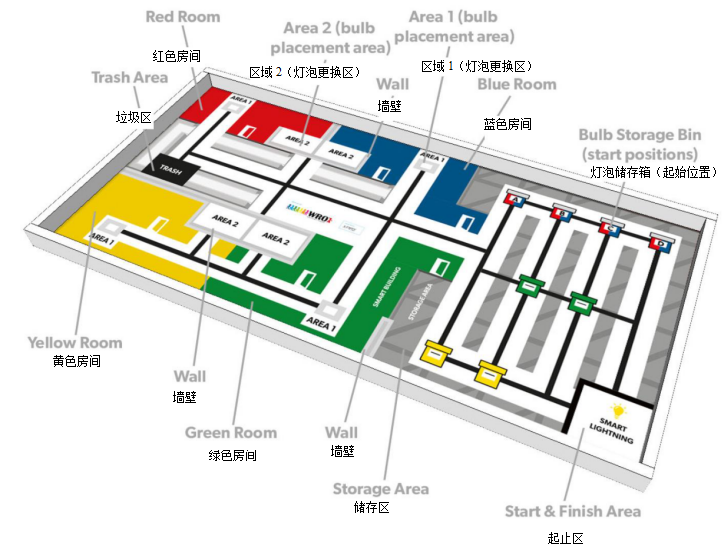 Red Room
红色房间
Area 2 (bulb
placement area)
区域 2（灯泡更换区）
Area 1 (bulb
placement area)
区域 1（灯泡更换区）
Trash Area
垃圾区
Wall
墙壁
Blue Room
蓝色房间
Bulb Storage Bin
(start positions)
灯泡储存箱（起始位置）
AREA 1
AREA 2
AREA 2
AREA 1
TRASH
A
B
C
D
WRO
AREA 2
AREA 2
AREA 1
AREA 1
SMART BUILDING
STORAGE AREA
SMART
LIGHTNING
Yellow Room
黄色房间
Wall
墙壁
Green Room
绿色房间
Wall
墙壁
Storage Area
储存区
Start & Finish Area
起止区